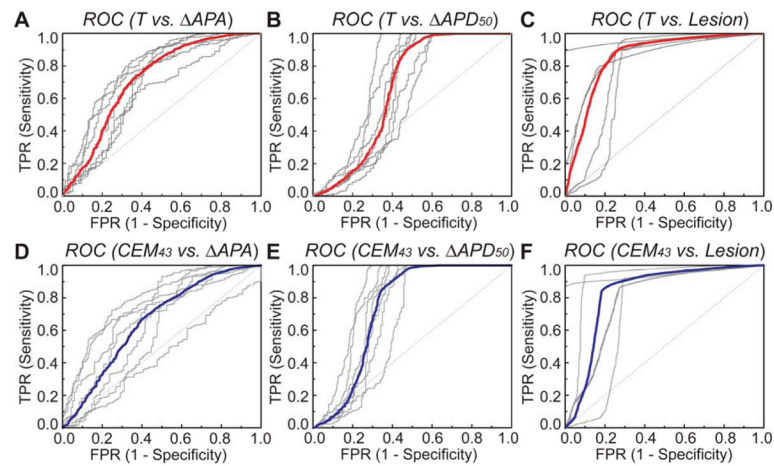 A ROC (T vs. ΔAPA)
B ROC (T vs. ΔAPD50)
C ROC (T vs. Lesion)
TPR (Sensitivity)
1.0
0.8
0.6
0.4
0.2
0.0
0.0 0.2 0.4 0.6 0.8 1.0
FPR (1 - Specificity)
TPR (Sensitivity)
1.0
0.8
0.6
0.4
0.2
0.0
0.0 0.2 0.4 0.6 0.8 1.0
FPR (1 - Specificity)
TPR (Sensitivity)
1.0
0.8
0.6
0.4
0.2
0.0
0.0 0.2 0.4 0.6 0.8 1.0
FPR (1 - Specificity)
D ROC (CEM43 vs. ΔAPA)
E ROC (CEM43 vs. ΔAPD50)
F ROC (CEM43 vs. Lesion)
TPR (Sensitivity)
1.0
0.8
0.6
0.4
0.2
0.0
0.0 0.2 0.4 0.6 0.8 1.0
FPR (1 - Specificity)
TPR (Sensitivity)
1.0
0.8
0.6
0.4
0.2
0.0
0.0 0.2 0.4 0.6 0.8 1.0
FPR (1 - Specificity)
TPR (Sensitivity)
1.0
0.8
0.6
0.4
0.2
0.0
0.0 0.2 0.4 0.6 0.8 1.0
FPR (1 - Specificity)